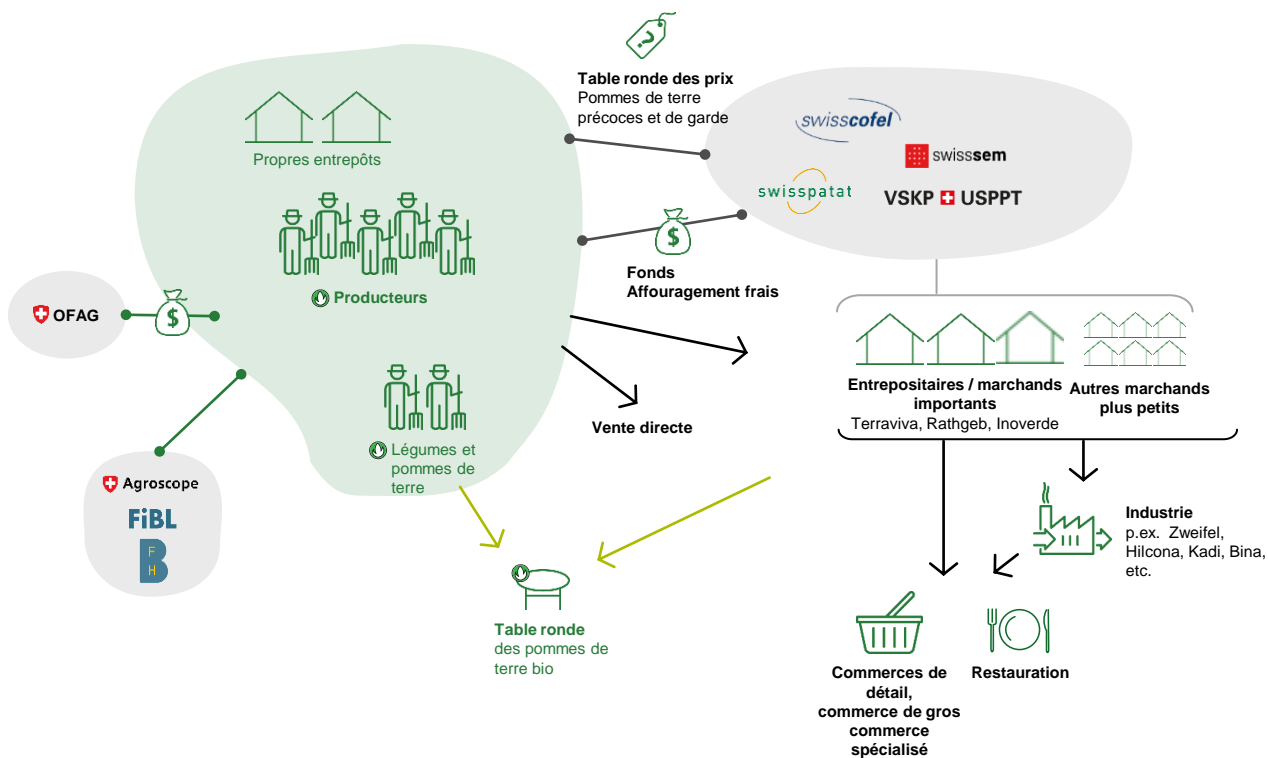 ?
Table ronde des prix
Pommes de terre
précoces et de garde
swisscofel
swisssem
swisspatat
VSKP USPPT
Propres entrepôts
Producteurs
$
Fonds
Affouragement frais
OFAG
$
Entrepositaires / marchands
importants
Terraviva, Rathgeb, Inoverde
Autres marchands
plus petits
Vente directe
Légumes et
pommes de
terre
Agroscope
FiBL
B
F
H
Industrie
p.ex. Zweifel,
Hilcona, Kadi, Bina,
etc.
Table ronde
des pommes de
terre bio
Commerces de
détail,
commerce de gros
commerce
spécialisé
Restauration